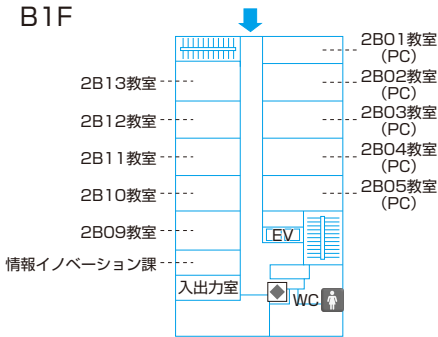 B1F
2B01教室
(PC)
2B02教室
(PC)
2B03教室
(PC)
2B04教室
(PC)
2B05教室
(PC)
2B13教室
2B12教室
2B11教室
2B10教室
2B09教室
情報イノベーション課
入出力室
EV
WC